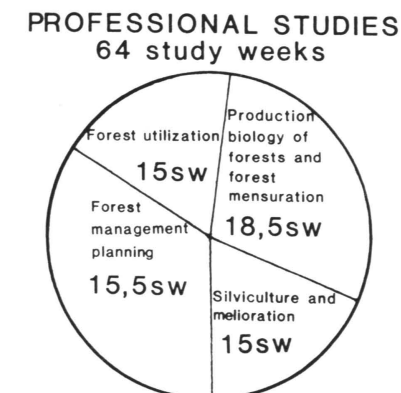 PROFESSIONAL STUDIES
64 study weeks
Forest utilization
15sw
Production
biology of
forests and
forest
mensuration
18,5sw
Forest
management
planning
15,5sw
Silviculture and
melioration
15sw